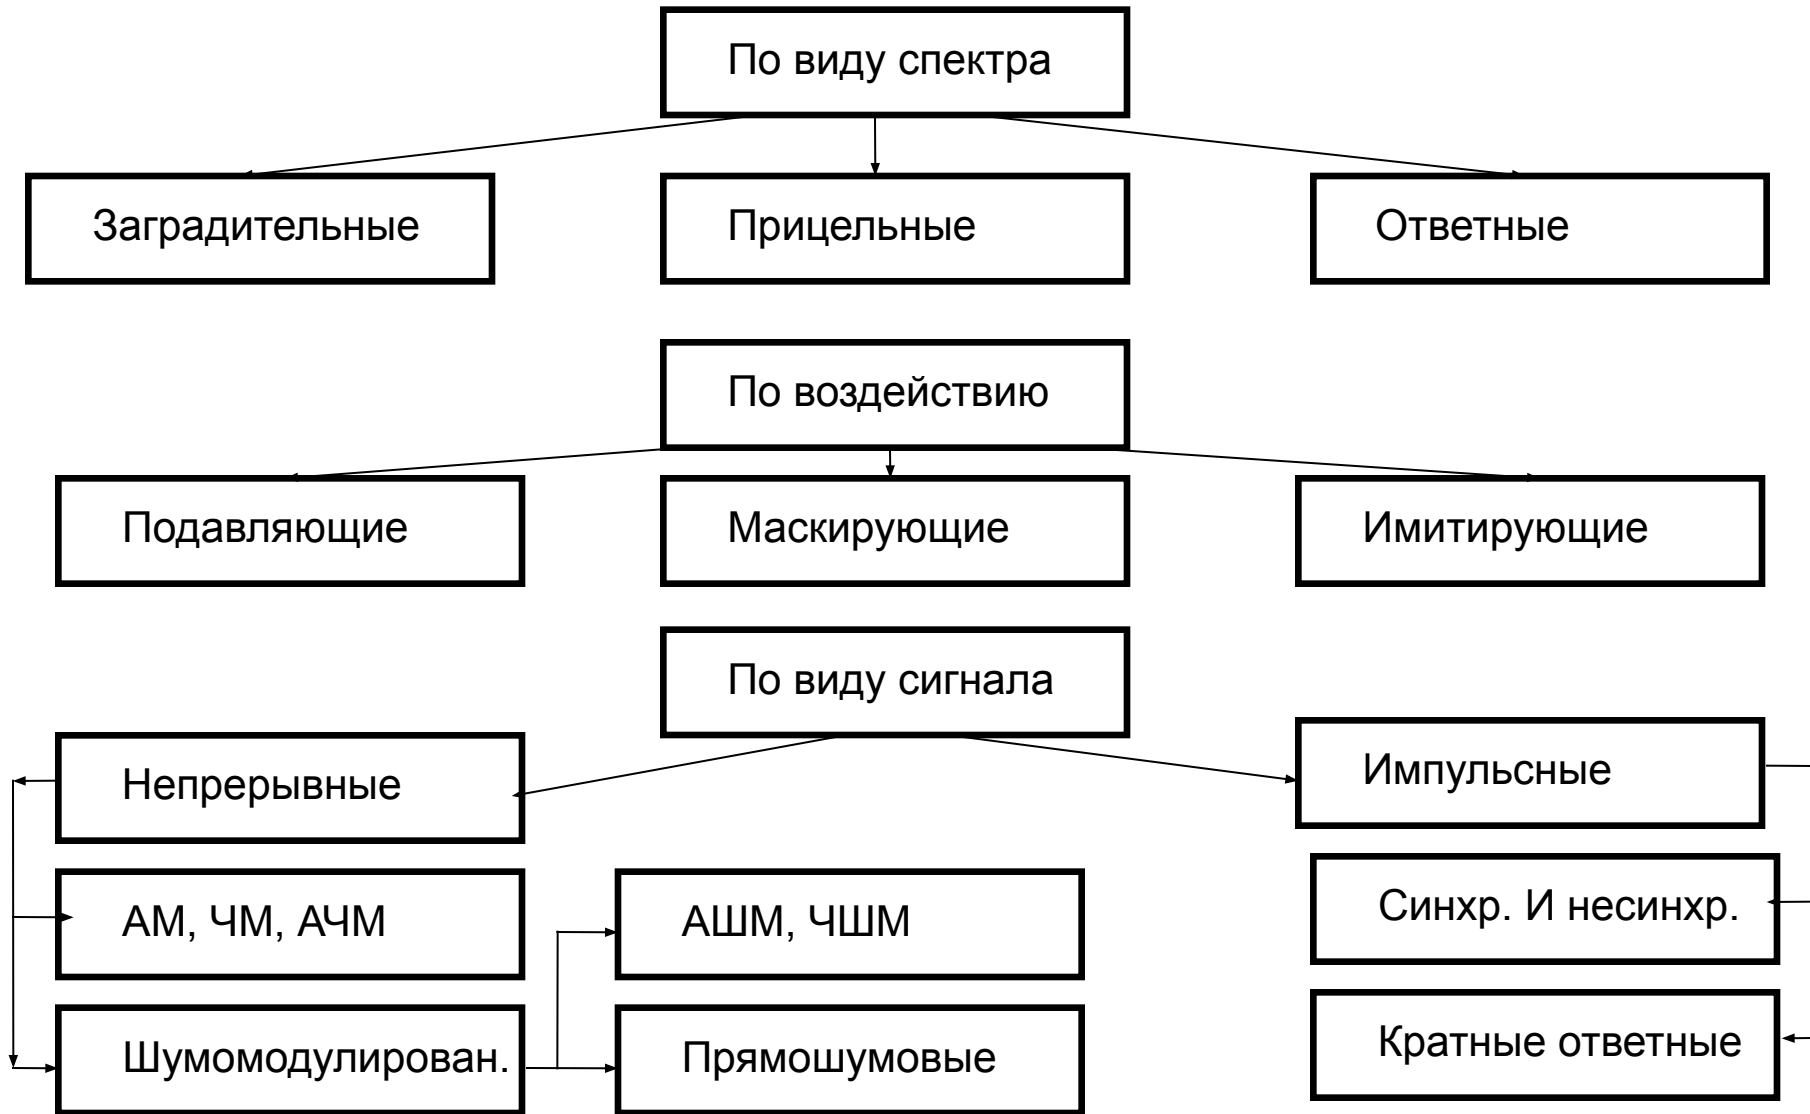 По виду спектра
Заградительные
Прицельные
Ответные
По воздействию
Подавляющие
Маскирующие
Имитирующие
По виду сигнала
Непрерывные
Импульсные
АМ, ЧМ, АЧМ
АШМ, ЧШМ
Синхр. И несинхр.
Шумомодулирован.
Прямошумовые
Кратные ответные